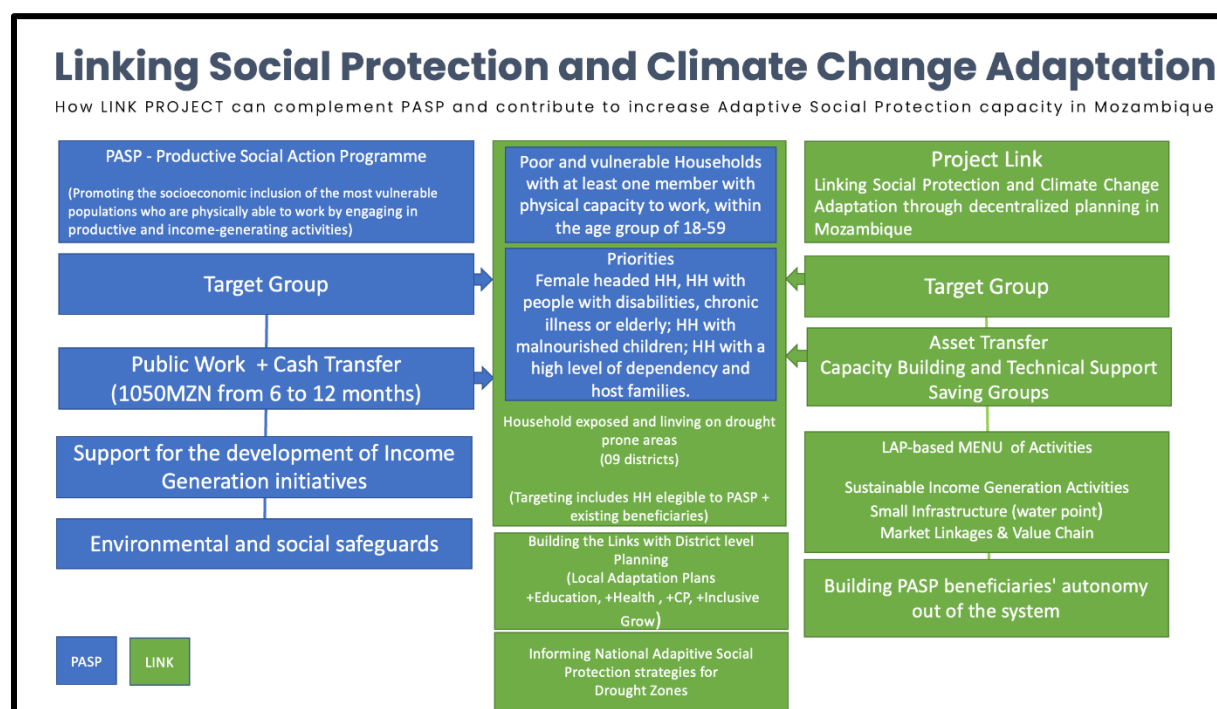 Linking Social Protection and Climate Change Adaptation
How LINK PROJECT can complement PASP and contribute to increase Adaptive Social Protection capacity in Mozambique
PASP - Productive Social Action Programme
(Promoting the socioeconomic inclusion of the most vulnerable
populations who are physically able to work by engaging in
productive and income-generating activities)
Target Group
Public Work + Cash Transfer
(1050MZN from 6 to 12 months)
Support for the development of Income
Generation initiatives
Environmental and social safeguards
PASP
LINK
Poor and vulnerable Households
with at least one member with
physical capacity to work, within
the age group of 18-59
Priorities
Female headed HH, HH with
people with disabilities, chronic
illness or elderly; HH with
malnourished children; HH with a
high level of dependency and
host families.
Household exposed and linving on drought
prone areas
(09 districts)
(Targeting includes HH elegible to PASP +
existing beneficiaries)
Building the Links with District level
Planning
(Local Adaptation Plans
+Education, +Health , +CP, +Inclusive
Grow)
Informing National Adapitive Social
Protection strategies for
Drought Zones
Project Link
Linking Social Protection and Climate Change
Adaptation through decentralized planning in
Mozambique
Target Group
Asset Transfer
Capacity Building and Technical Support
Saving Groups
LAP-based MENU of Activities
Sustainable Income Generation Activities
Small Infrastructure (water point)
Market Linkages & Value Chain
Building PASP beneficiaries' autonomy
out of the system